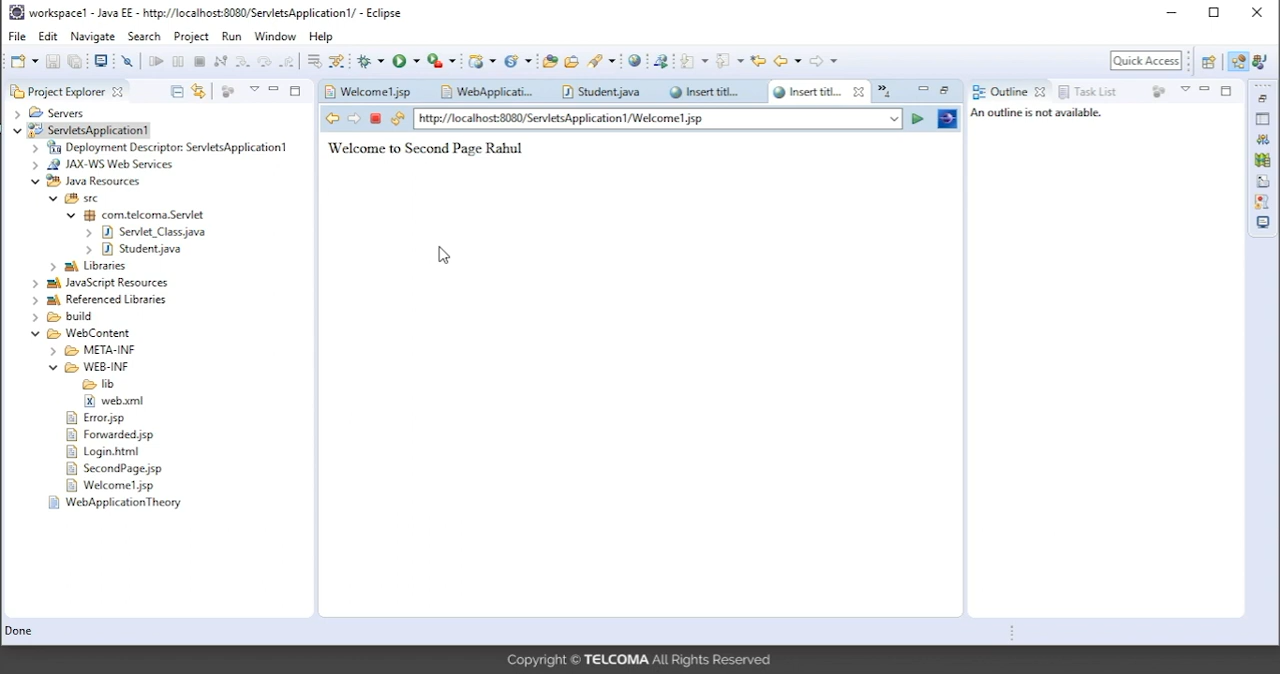 workspace1 - Java EE - http://localhost:8080/ServletsApplication1/ - Eclipse
File Edit Navigate Search Project Run Window Help
Quick Access
Project Explorer
Servers
ServletsApplication1
Deployment Descriptor: ServletsApplication1
JAX-WS Web Services
Java Resources
src
com.telcoma.Servlet
Servlet_Class.java
Student.java
Libraries
JavaScript Resources
Referenced Libraries
build
WebContent
META-INF
WEB-INF
lib
web.xml
Error.jsp
Forwarded.jsp
Login.html
SecondPage.jsp
Welcome1.jsp
WebApplicationTheory
Welcome1.jsp WebApplicati... Student.java Insert titl... Insert titl... »4
http://localhost:8080/ServletsApplication1/Welcome1.jsp
Welcome to Second Page Rahul
Outline Task List
An outline is not available.
Done
Copyright © TELCOMA All Rights Reserved